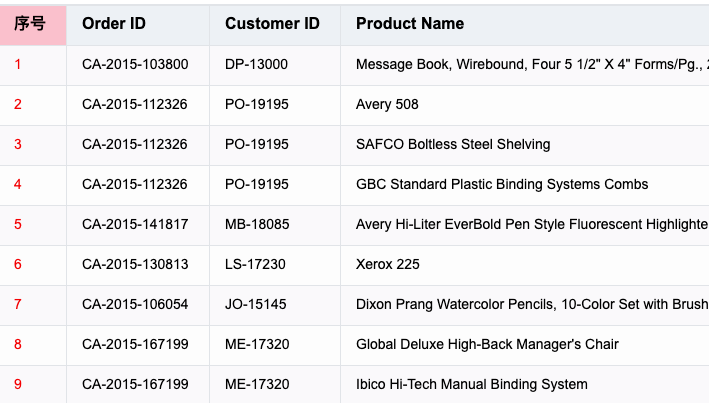 序号 Order ID Customer ID Product Name
1 CA-2015-103800 DP-13000 Message Book, Wirebound, Four 5 1/2" X 4" Forms/Pg.,
2 CA-2015-112326 PO-19195 Avery 508
3 CA-2015-112326 PO-19195 SAFCO Boltless Steel Shelving
4 CA-2015-112326 PO-19195 GBC Standard Plastic Binding Systems Combs
5 CA-2015-141817 MB-18085 Avery Hi-Liter EverBold Pen Style Fluorescent Highlighte
6 CA-2015-130813 LS-17230 Xerox 225
7 CA-2015-106054 JO-15145 Dixon Prang Watercolor Pencils, 10-Color Set with Brush
8 CA-2015-167199 ME-17320 Global Deluxe High-Back Manager's Chair
9 CA-2015-167199 ME-17320 Ibico Hi-Tech Manual Binding System